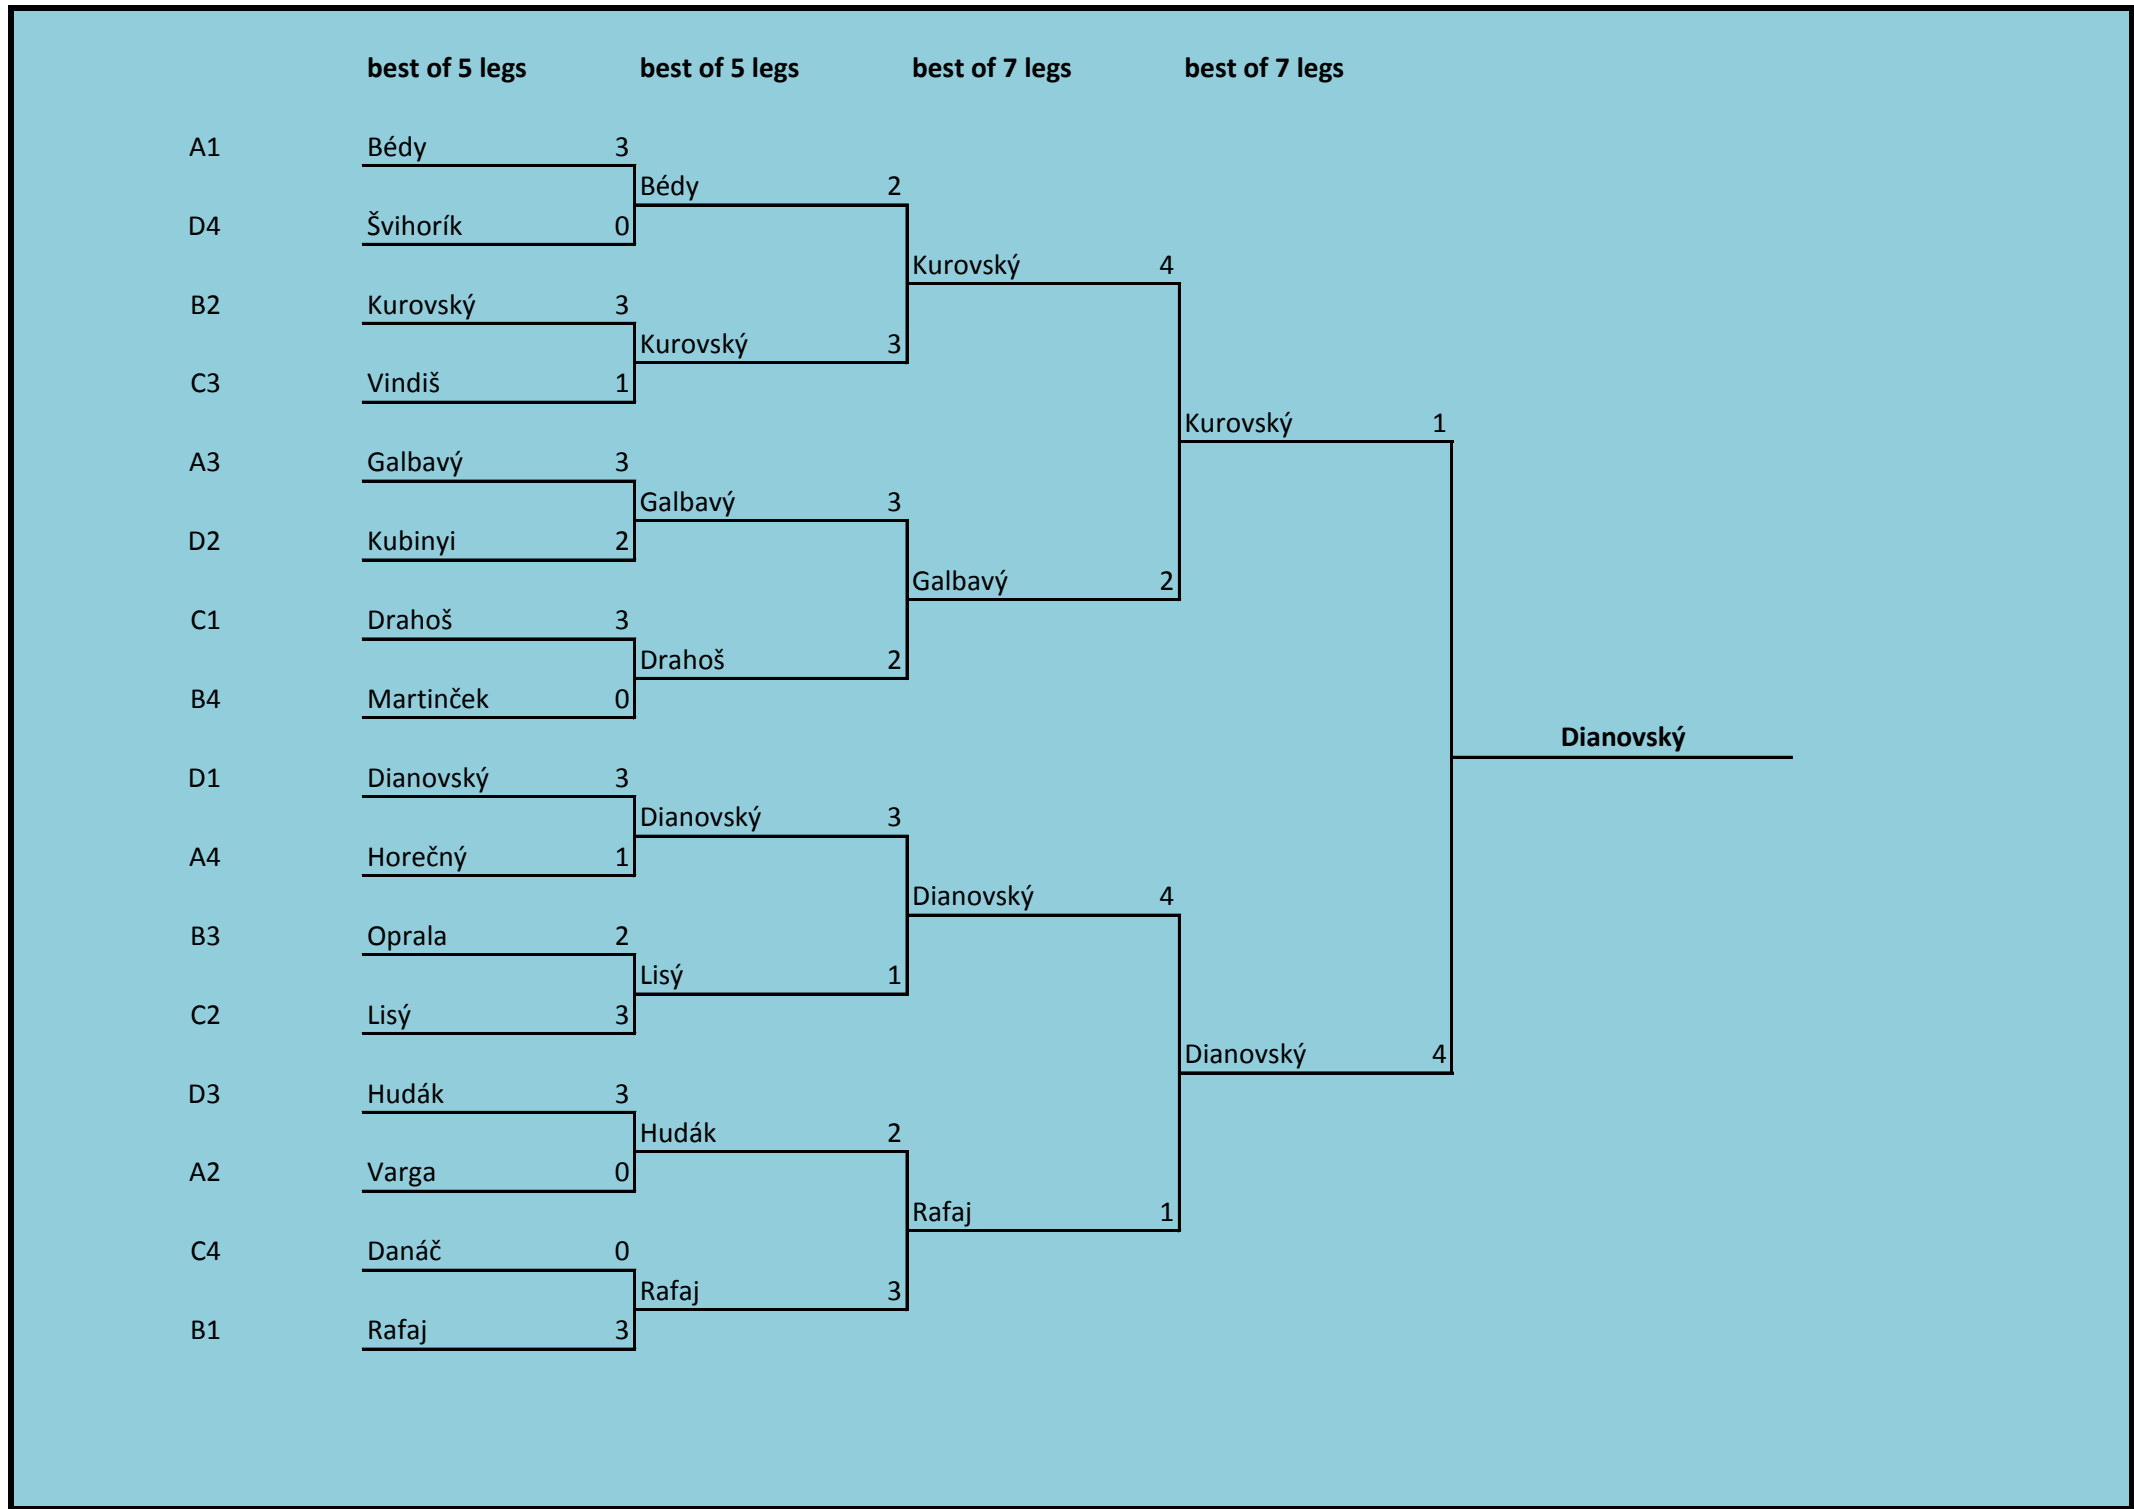 best of 5 legs best of 5 legs best of 7 legs best of 7 legs
A1 Bédy 3
Bédy 2
D4 Švihorík 0
Kurovský 4
B2 Kurovský 3
Kurovský 3
C3 Vindiš 1
Kurovský 1
A3 Galbavý 3
Galbavý 3
D2 Kubinyi 2
Galbavý 2
C1 Drahoš 3
Drahoš 2
B4 Martinček 0
Dianovský
D1 Dianovský 3
Dianovský 3
A4 Horečný 1
Dianovský 4
B3 Oprala 2
Lisý 1
C2 Lisý 3
Dianovský 4
D3 Hudák 3
Hudák 2
A2 Varga 0
Rafaj 1
C4 Danáč 0
Rafaj 3
B1 Rafaj 3